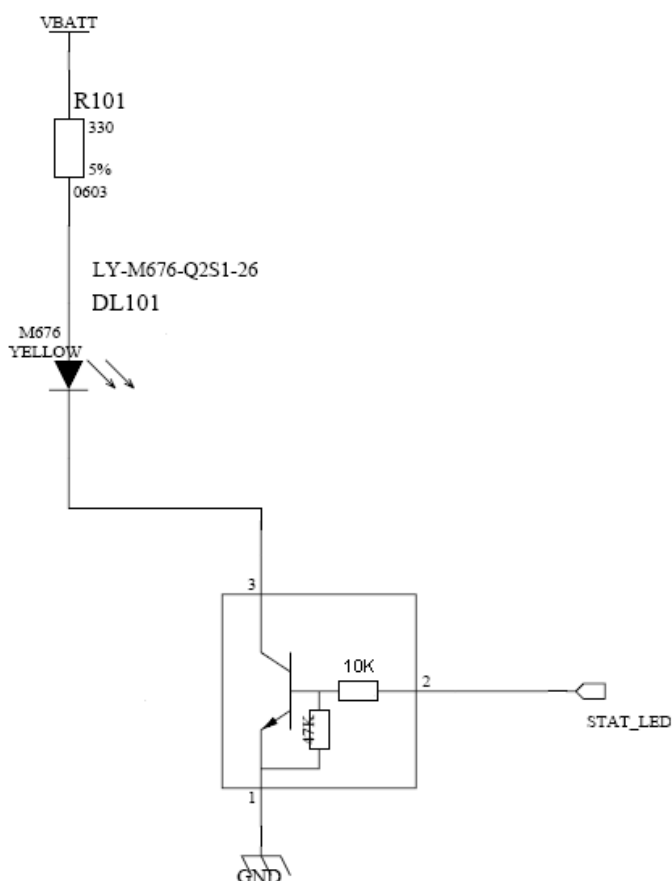 VBATT
R101
330
5%
0603
LY-M676-Q2S1-26
DL101
M676
YELLOW
3
10K
2
47K
STAT_LED
1
GND